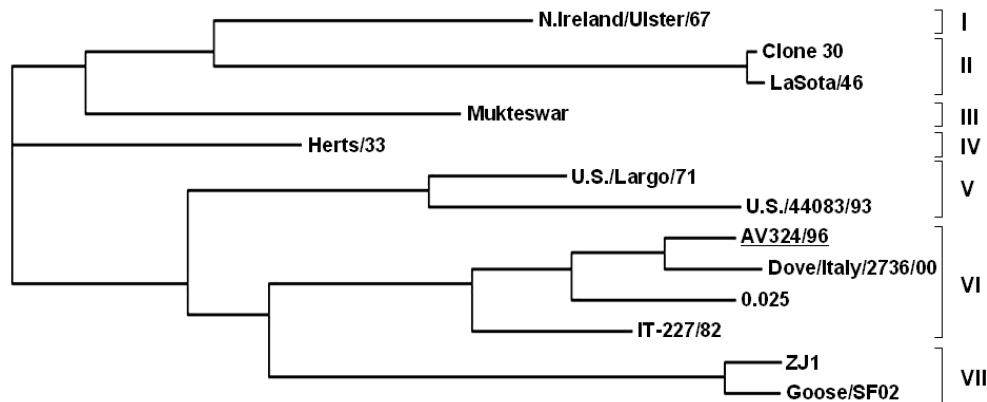 N.Ireland/Ulster/67
I
Clone 30
II
LaSota/46
Mukteswar
III
Herts/33
IV
U.S./Largo/71
V
U.S./44083/93
AV324/96
Dove/Italy/2736/00
VI
0.025
IT-227/82
ZJ1
VII
Goose/SF02